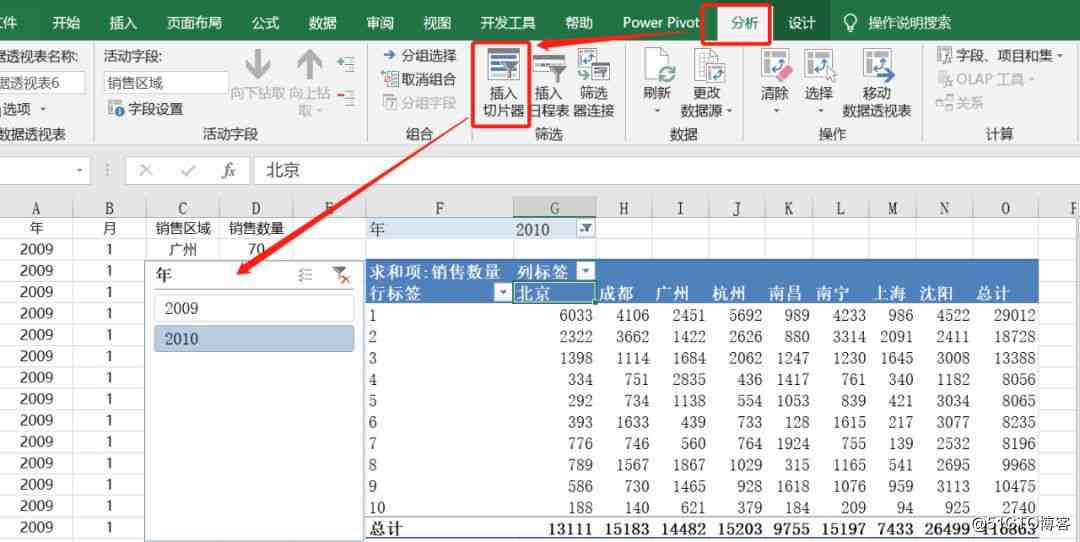 文件 开始 插入 页面布局 公式 数据 审阅 视图 开发工具 帮助 Power Pivot 分析 设计 操作说明搜索
据透视表名称: 活动字段: 分组选择 字段、项目和集
据透视表6 销售区域 向下钻取 向上钻取 取消组合 插入切片器 插入日程表 筛选器连接 刷新 更改数据源 清除 选择 移动数据透视表 OLAP 工具
选项 字段设置 分组字段 关系
数据透视表 活动字段 组合 筛选 数据 操作 计算
fx 北京
A B C D E F G H I J K L M N O
年 月 销售区域 销售数量 年 2010
2009 1 广州 70
2009 1 年 求和项:销售数量 列标签
2009 1 行标签 北京 成都 广州 杭州 南昌 南宁 上海 沈阳 总计
2009 1 2009 1 6033 4106 2451 5692 989 4233 986 4522 29012
2009 1 2010 2 2322 3662 1422 2626 880 3314 2091 2411 18728
2009 1 3 1398 1114 1684 2062 1247 1230 1645 3008 13388
2009 1 4 334 751 2835 436 1417 761 340 1182 8056
2009 1 5 292 734 1138 554 1053 839 421 3034 8065
2009 1 6 393 1633 439 733 128 1615 217 3077 8235
2009 1 7 776 746 560 764 1924 755 139 2532 8196
2009 1 8 789 1567 1867 1029 315 1165 541 2695 9968
2009 1 9 586 730 1465 928 1618 1076 959 3113 10475
2009 1 10 188 140 621 379 184 209 94 925 2740
2009 1 总计 13111 15183 14482 15203 9755 15197 7433 26499 116863
@51CTO博客